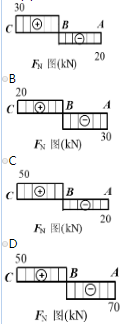 30
C ⊕ B A
⊖
20
F_N 图(kN)
B
20
C ⊕ B A
⊖
30
F_N 图(kN)
C
50
C ⊕ B A
⊖
20
F_N 图(kN)
D
50
C ⊕ B A
⊖
70
F_N 图(kN)